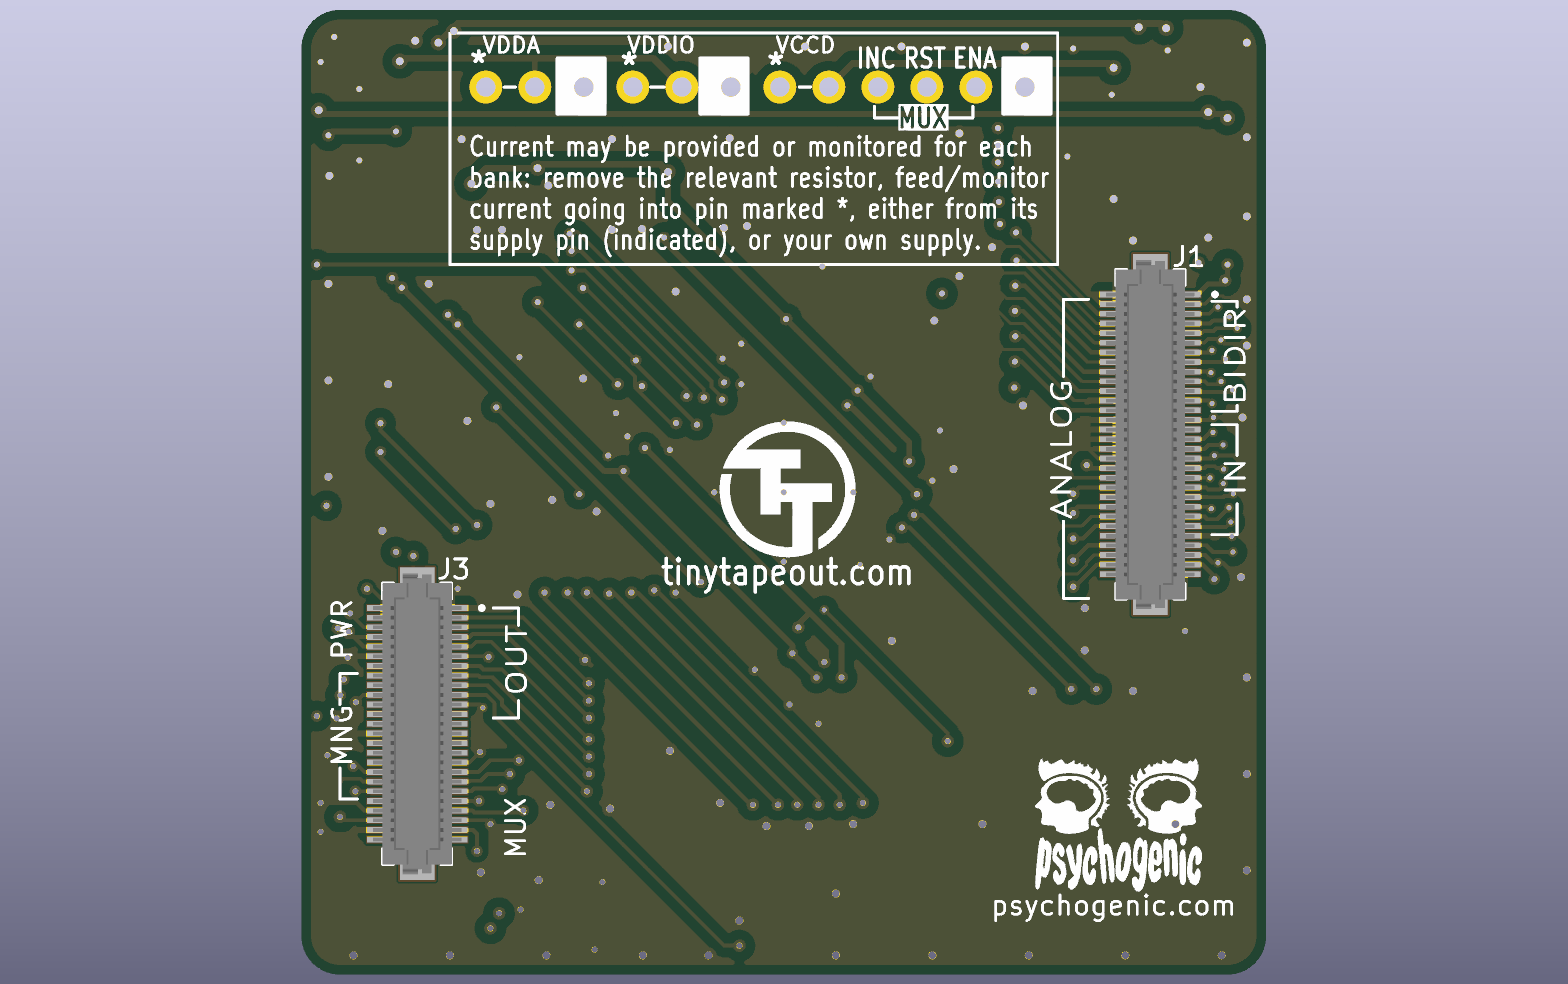 *VDDA *VDDIO *VCCD
INC RST ENA
MUX
Current may be provided or monitored for each
bank: remove the relevant resistor, feed/monitor
current going into pin marked *, either from its
supply pin (indicated), or your own supply.
J1
ANALOG
BIDIR
IN
TT
tinytapeout.com
J3
PWR
MNG
OUT
MUX
psychogenic
psychogenic.com